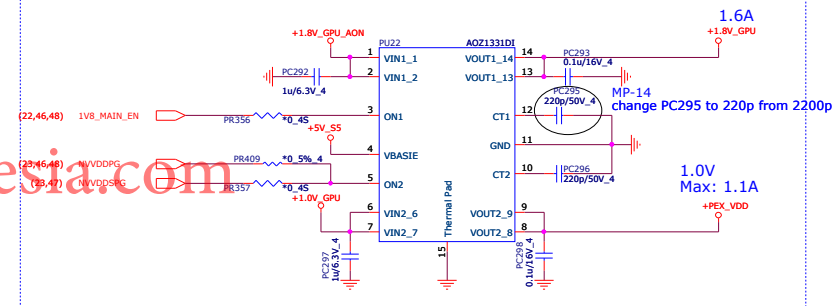 1.6A
+1.8V_GPU_AON
+1.8V_GPU
PU22
AOZ1331DI
1
VIN1_1
VOUT1_14
14
PC293
0.1u/16V_4
PC292
2
VIN1_2
VOUT1_13
13
1u/6.3V_4
MP-14
change PC295 to 220p from 2200p
PC295
220p/50V_4
(22,46,48)
1V8_MAIN_EN
PR356
*0_4S
3
ON1
CT1
12
+5V_S5
GND
11
4
VBASIE
(23,46,48)
NVVDDPG
PR409
*0_5%_4
CT2
10
PC296
220p/50V_4
(23,47)
NVVDDSPG
PR357
*0_4S
5
ON2
esia.com
1.0V
Max: 1.1A
+1.0V_GPU
+PEX_VDD
6
VIN2_6
VOUT2_9
9
7
VIN2_7
VOUT2_8
8
Thermal Pad
15
PC297
1u/6.3V_4
PC298
0.1u/16V_4